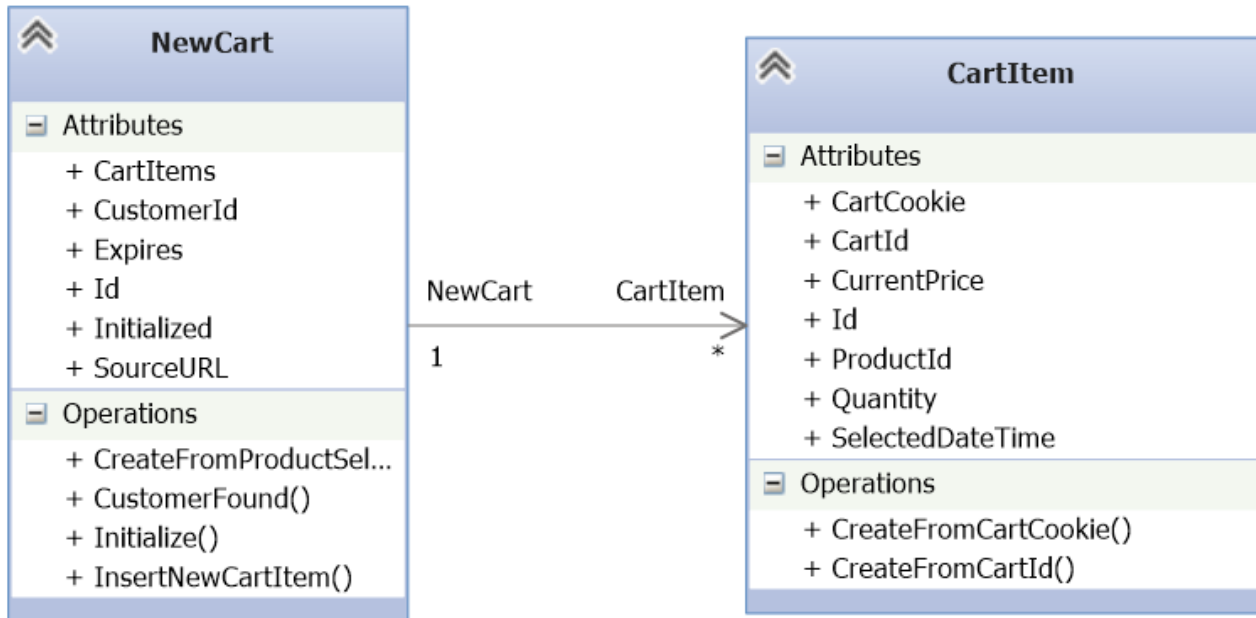 NewCart
Attributes
+ CartItems
+ CustomerId
+ Expires
+ Id
+ Initialized
+ SourceURL
Operations
+ CreateFromProductSel...
+ CustomerFound()
+ Initialize()
+ InsertNewCartItem()
NewCart CartItem
1 *
CartItem
Attributes
+ CartCookie
+ CartId
+ CurrentPrice
+ Id
+ ProductId
+ Quantity
+ SelectedDateTime
Operations
+ CreateFromCartCookie()
+ CreateFromCartId()